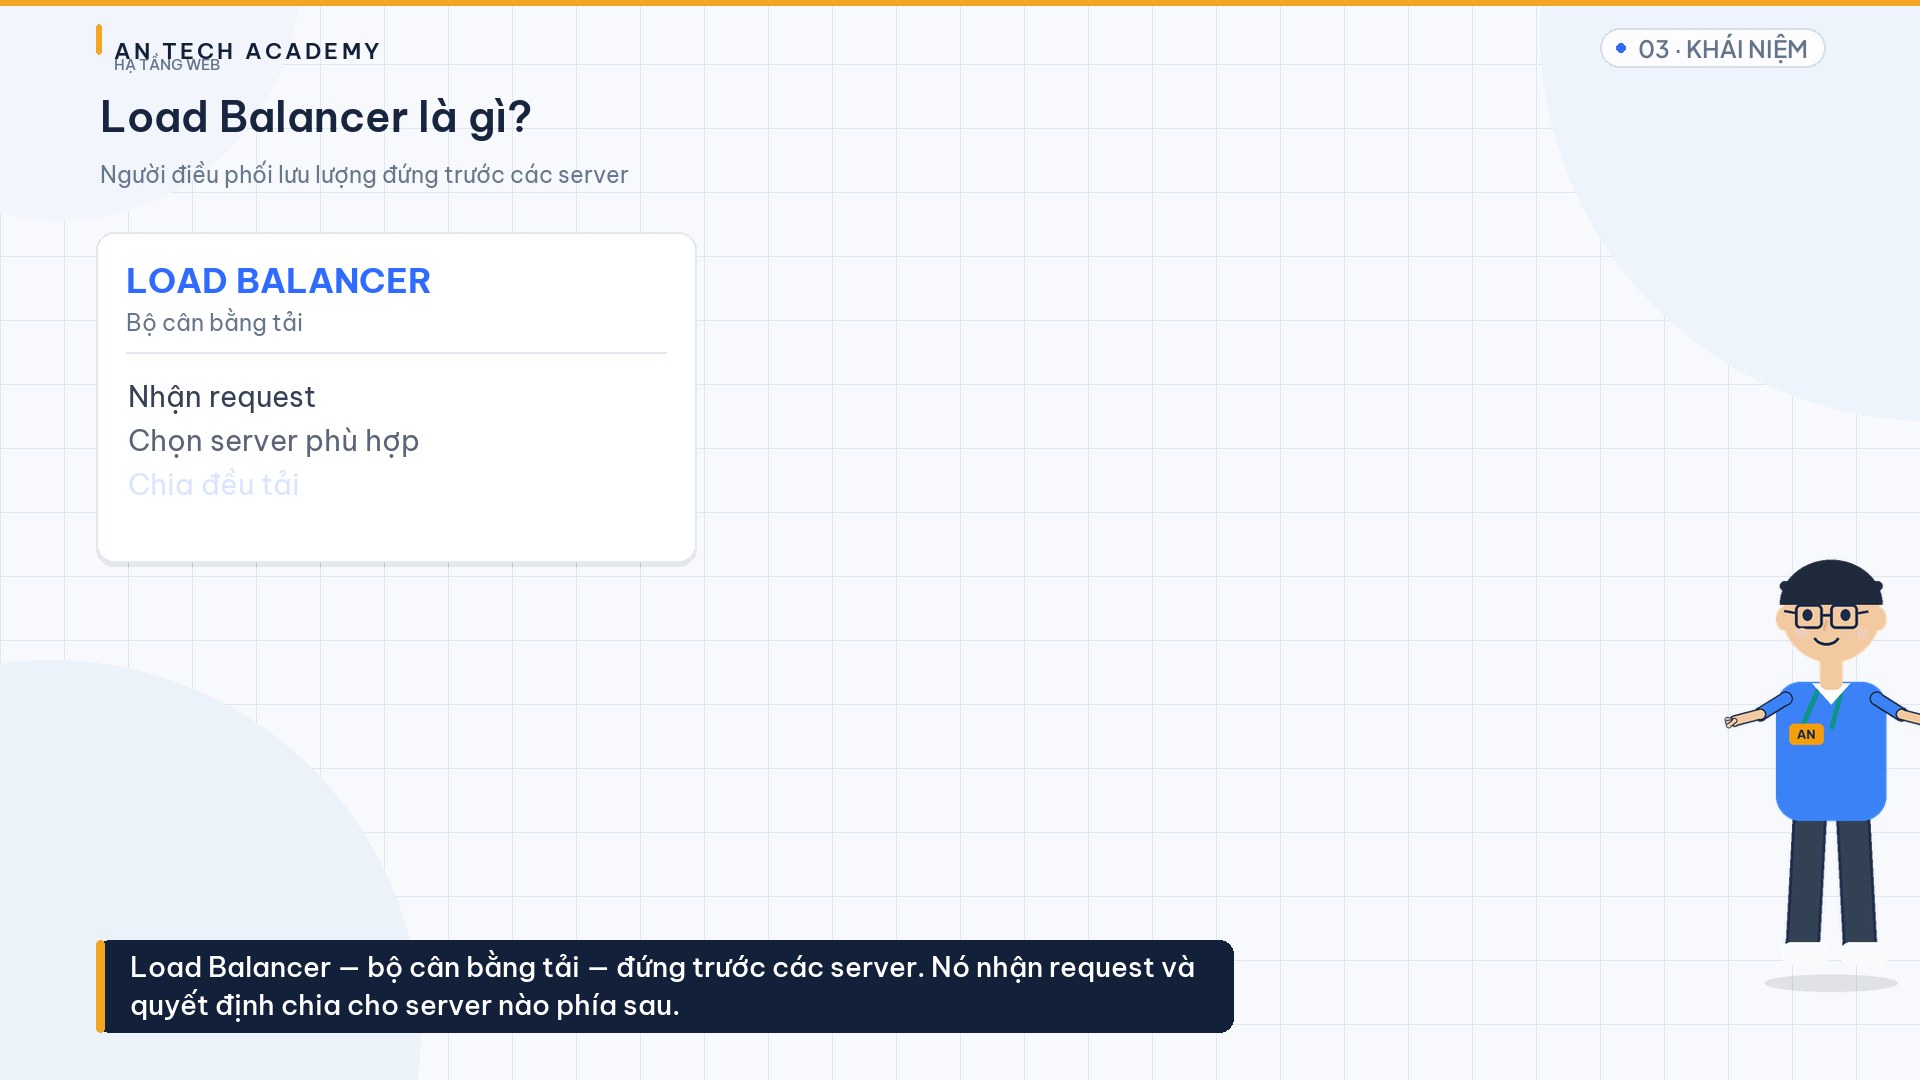 AN TECH ACADEMY
HẠ TẦNG WEB
03 · KHÁI NIỆM
Load Balancer là gì?
Người điều phối lưu lượng đứng trước các server
LOAD BALANCER
Bộ cân bằng tải
Nhận request
Chọn server phù hợp
Chia đều tải
AN
Load Balancer — bộ cân bằng tải — đứng trước các server. Nó nhận request và
quyết định chia cho server nào phía sau.